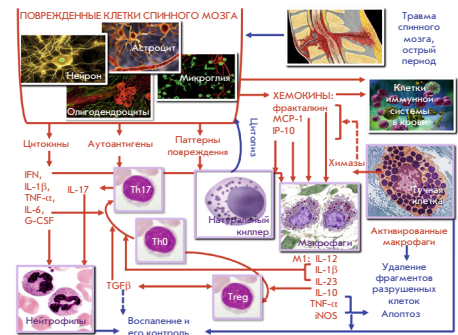 ПОВРЕЖДЕННЫЕ КЛЕТКИ СПИННОГО МОЗГА
Травма
спинного
мозга,
острый
период
Астроцит
Нейрон
Микроглия
Олигодендроциты
ХЕМОКИНЫ:
фракталкин
MCP-1
IP-10
Клетки
иммунной
системы
в крови
Цитокины
Аутоантигены
Паттерны
повреждения
Цитолиз
Химазы
IFN,
IL-1β,
TNF-α,
IL-6,
G-CSF
IL-17
Th17
Th0
Натуральный
киллер
Макрофаги
Тучная
клетка
Активированные
макрофаги
M1: IL-12
IL-1β
IL-23
IL-10
TNF-α
iNOS
Удаление
фрагментов
разрушенных
клеток
Апоптоз
TGFβ
Treg
Нейтрофилы
Воспаление и
его контроль